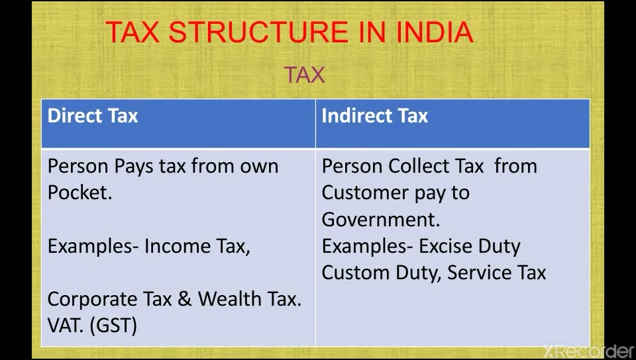 TAX STRUCTURE IN INDIA
TAX
Direct Tax
Indirect Tax
Person Pays tax from own
Pocket.
Examples- Income Tax,
Corporate Tax & Wealth Tax.
VAT. (GST)
Person Collect Tax from
Customer pay to
Government.
Examples- Excise Duty
Custom Duty, Service Tax
XRecorder